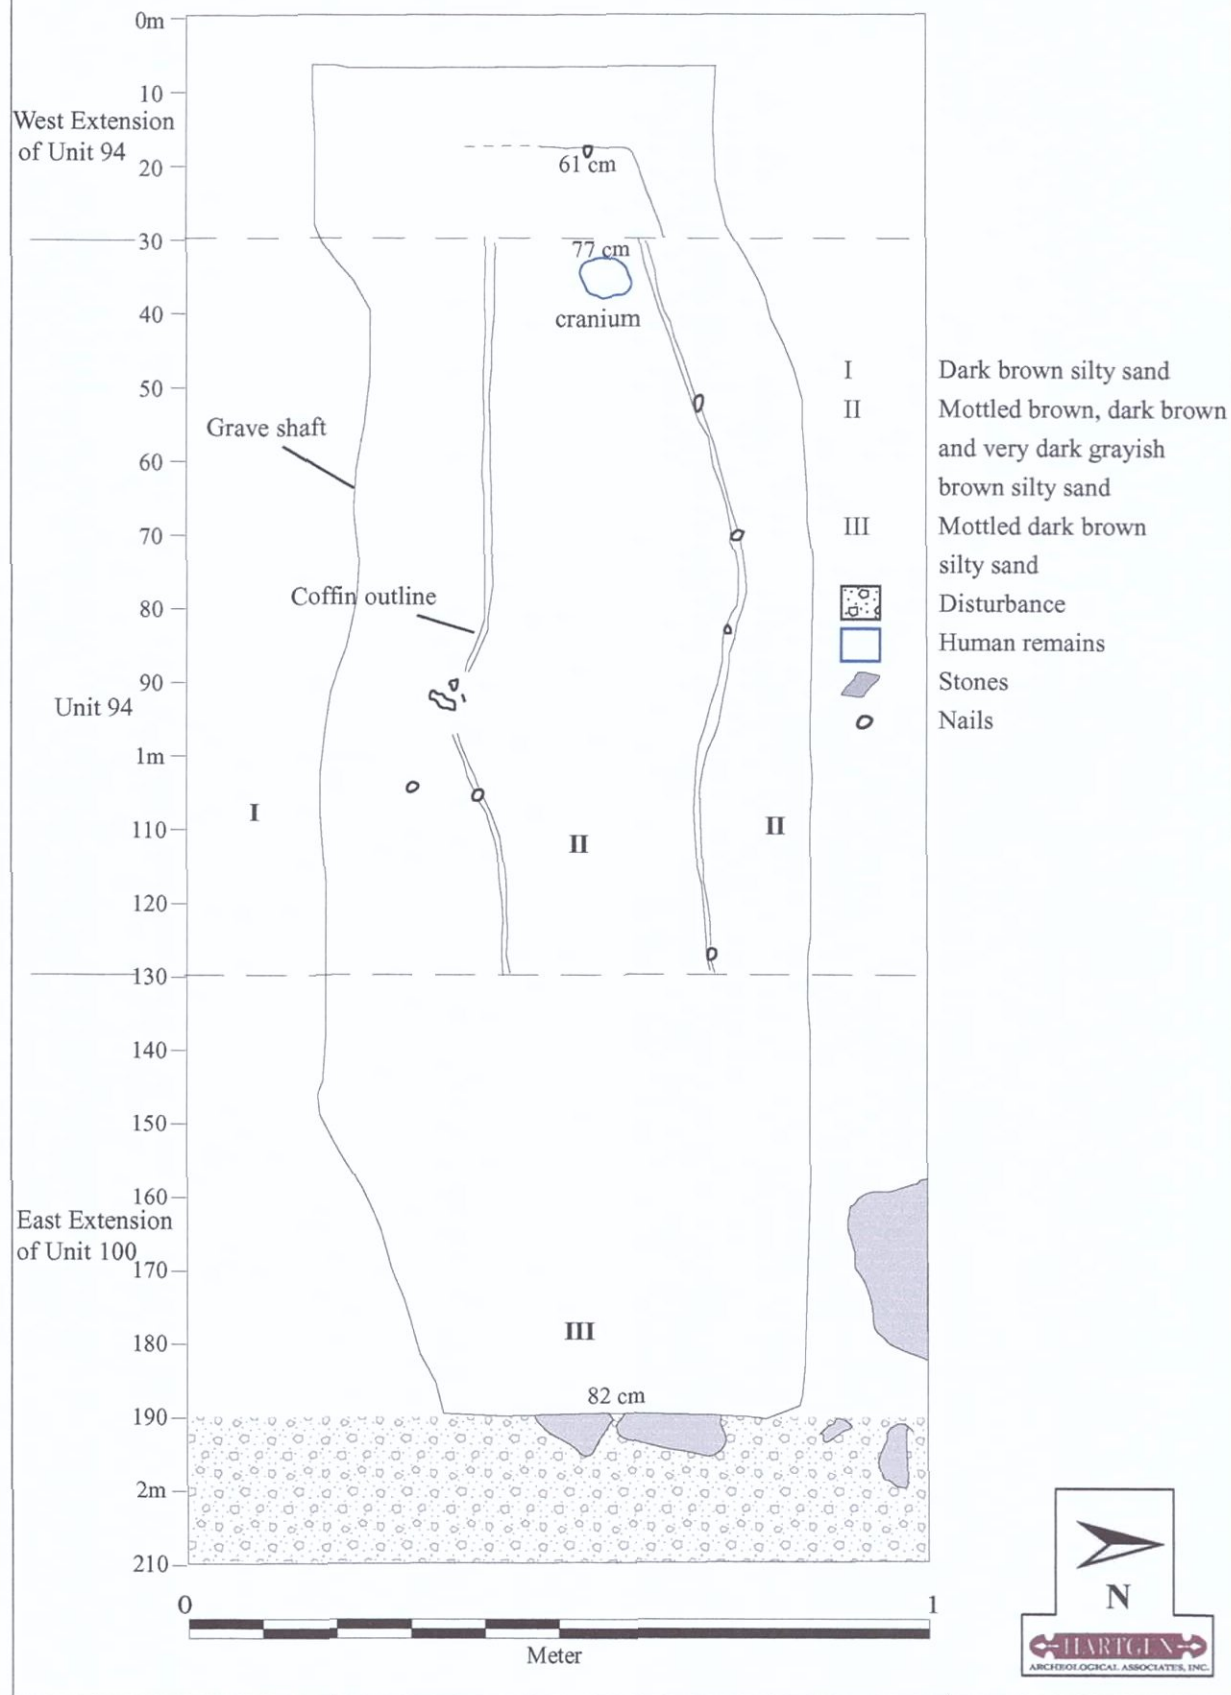 0m
10
West Extension
of Unit 94
20
61 cm
30
77 cm
40
cranium
50
I Dark brown silty sand
II Mottled brown, dark brown
and very dark grayish
brown silty sand
Grave shaft
60
70
III Mottled dark brown
silty sand
80
Coffin outline
Disturbance
Human remains
90
Stones
Unit 94
Nails
1m
I
II
II
110
120
130
140
150
160
East Extension
of Unit 100
170
180
III
82 cm
190
2m
210
0 1
Meter
N
HARTGEN
ARCHEOLOGICAL ASSOCIATES, INC.